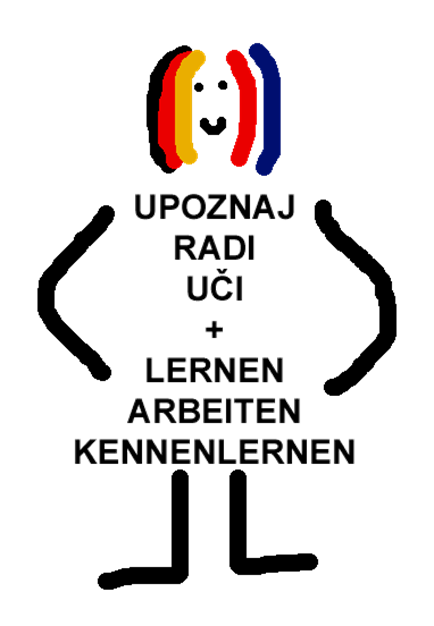 UPOZNAJ
RADI
UČI
+
LERNEN
ARBEITEN
KENNENLERNEN